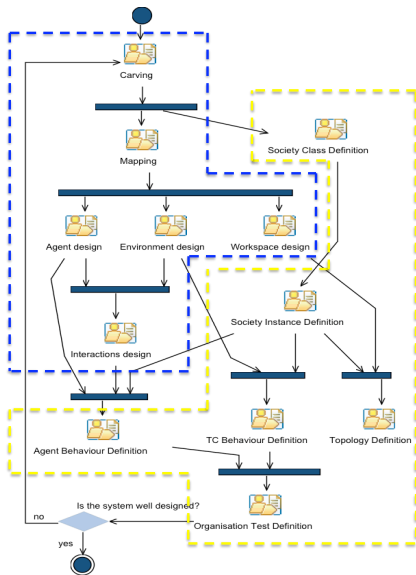 Carving
Mapping
Society Class Definition
Agent design
Environment design
Workspace design
Society Instance Definition
Interactions design
Agent Behaviour Definition
TC Behaviour Definition
Topology Definition
Is the system well designed?
no
Organisation Test Definition
yes